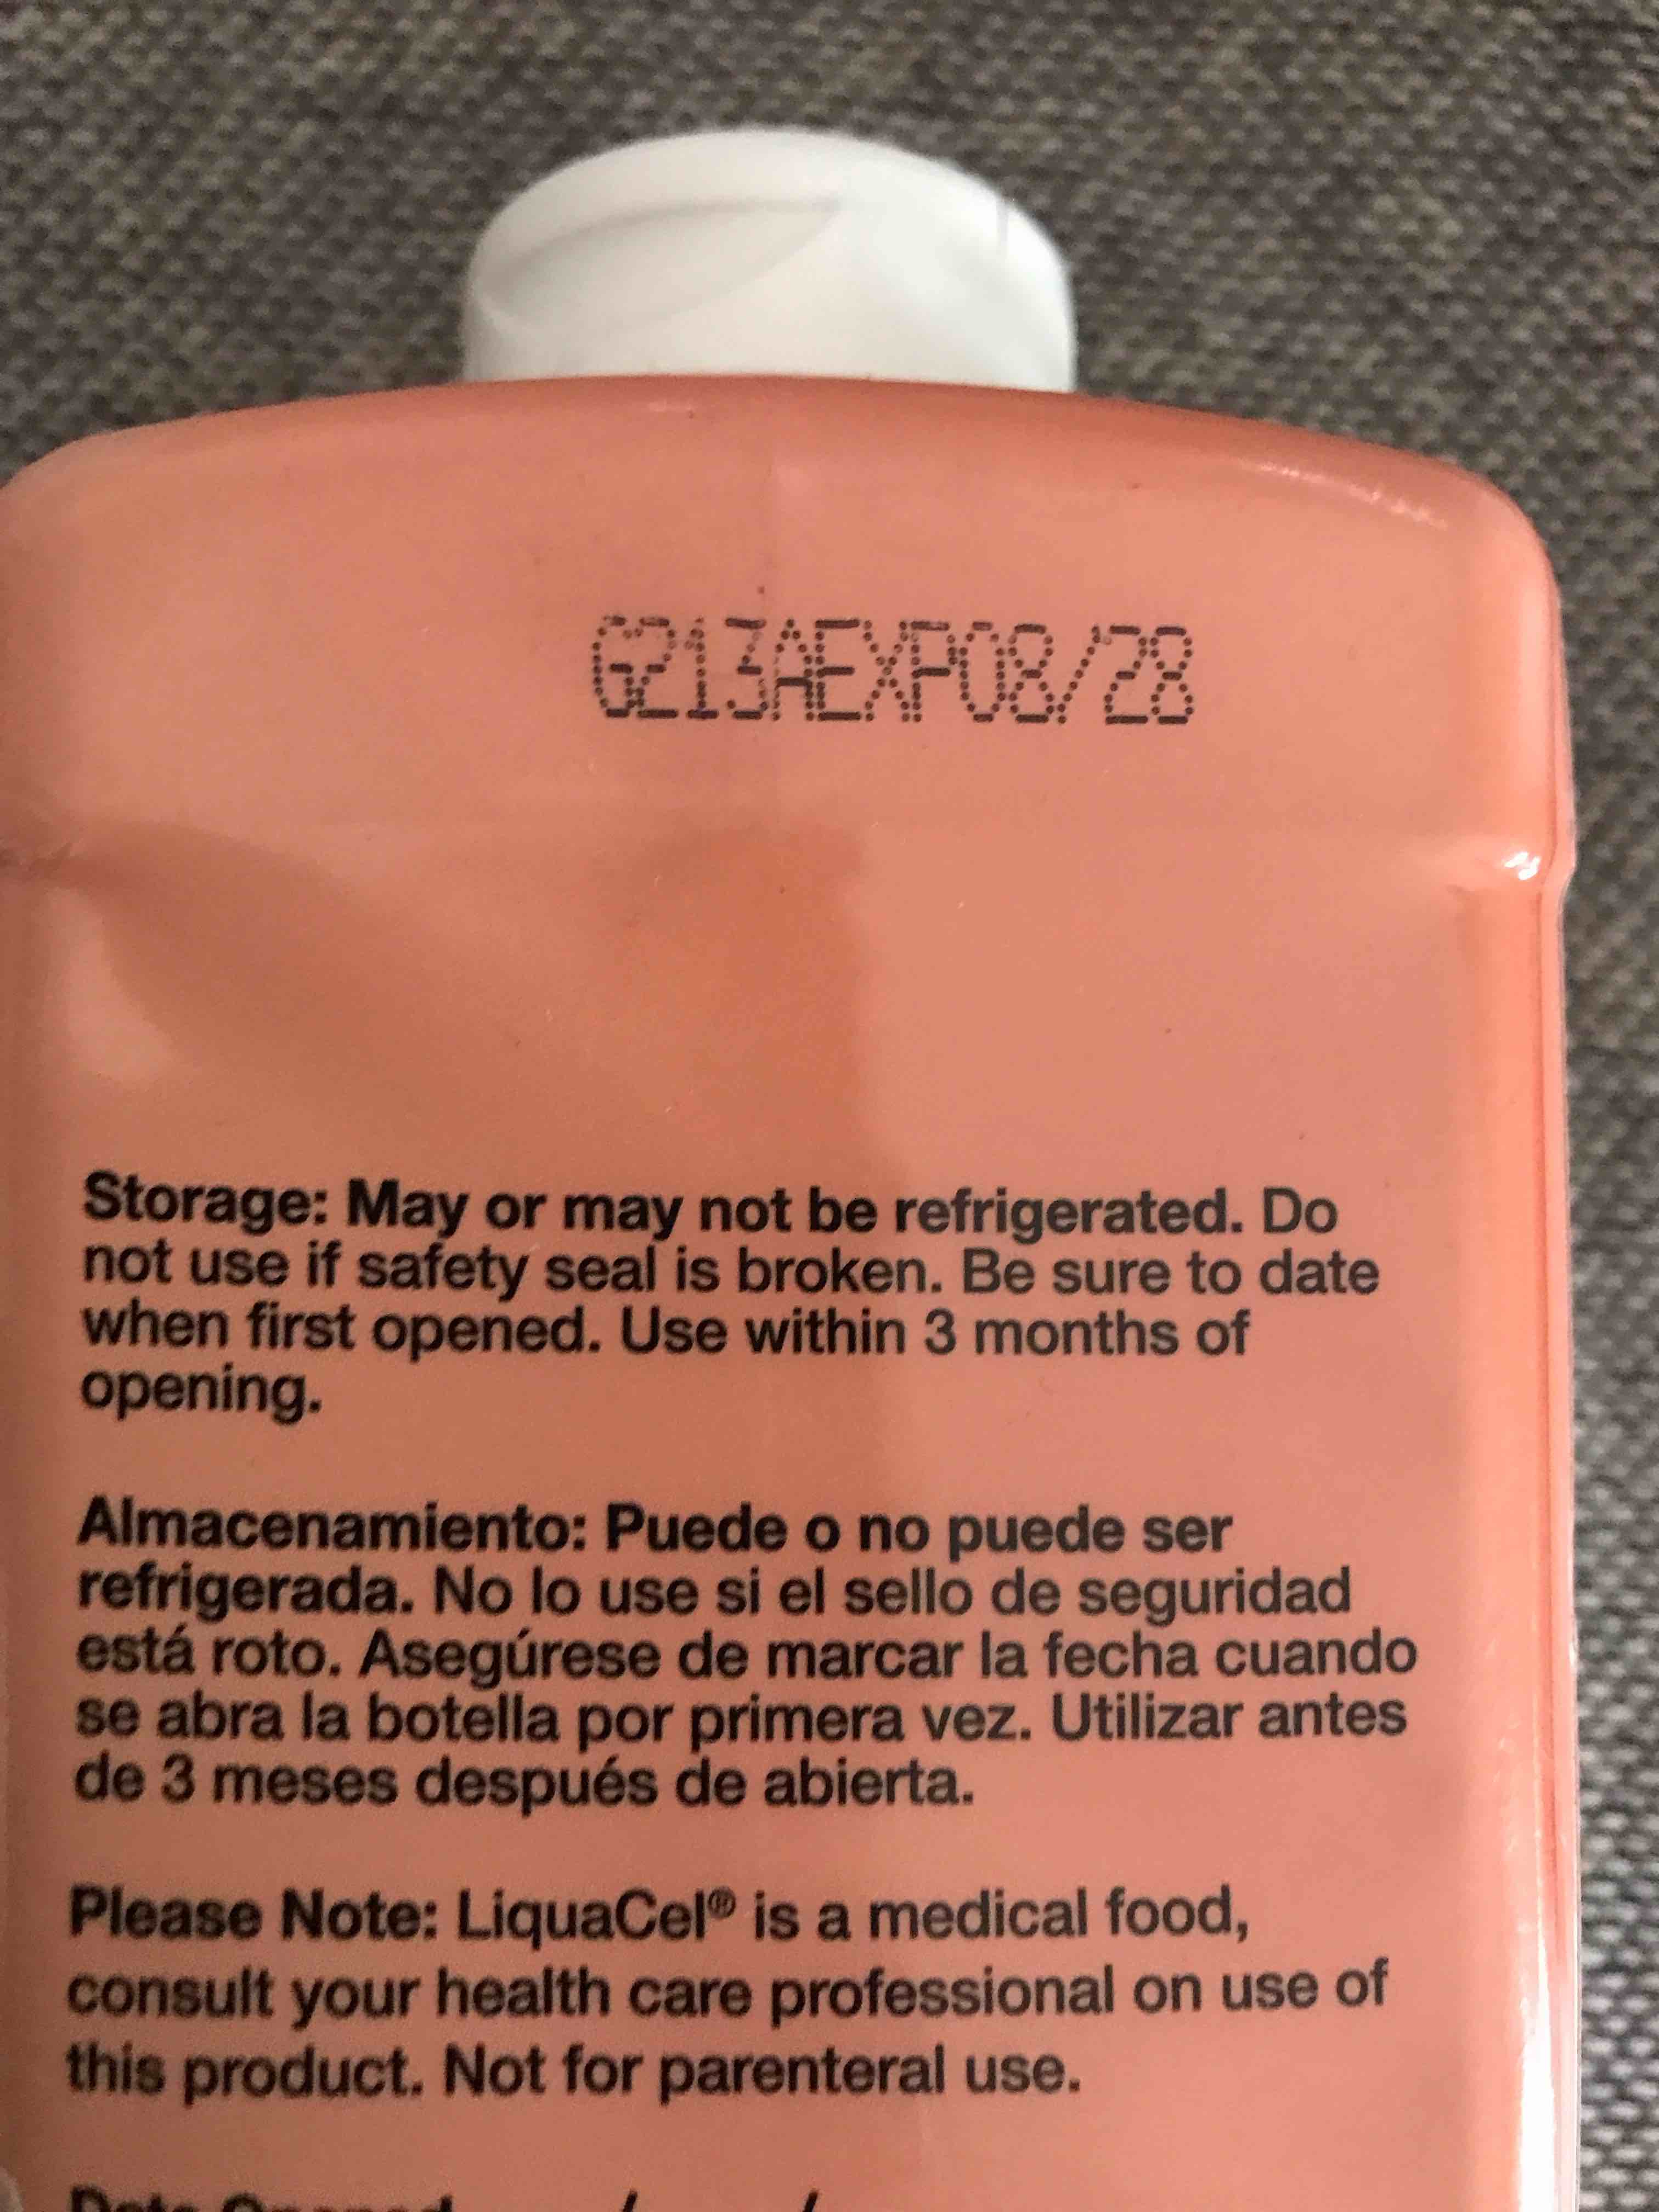 6213AEXP08/28
Storage: May or may not be refrigerated. Do
not use if safety seal is broken. Be sure to date
when first opened. Use within 3 months of
opening.
Almacenamiento: Puede o no puede ser
refrigerada. No lo use si el sello de seguridad
está roto. Asegúrese de marcar la fecha cuando
se abra la botella por primera vez. Utilizar antes
de 3 meses después de abierta.
Please Note: LiquaCel® is a medical food,
consult your health care professional on use of
this product. Not for parenteral use.
Date Opened / /